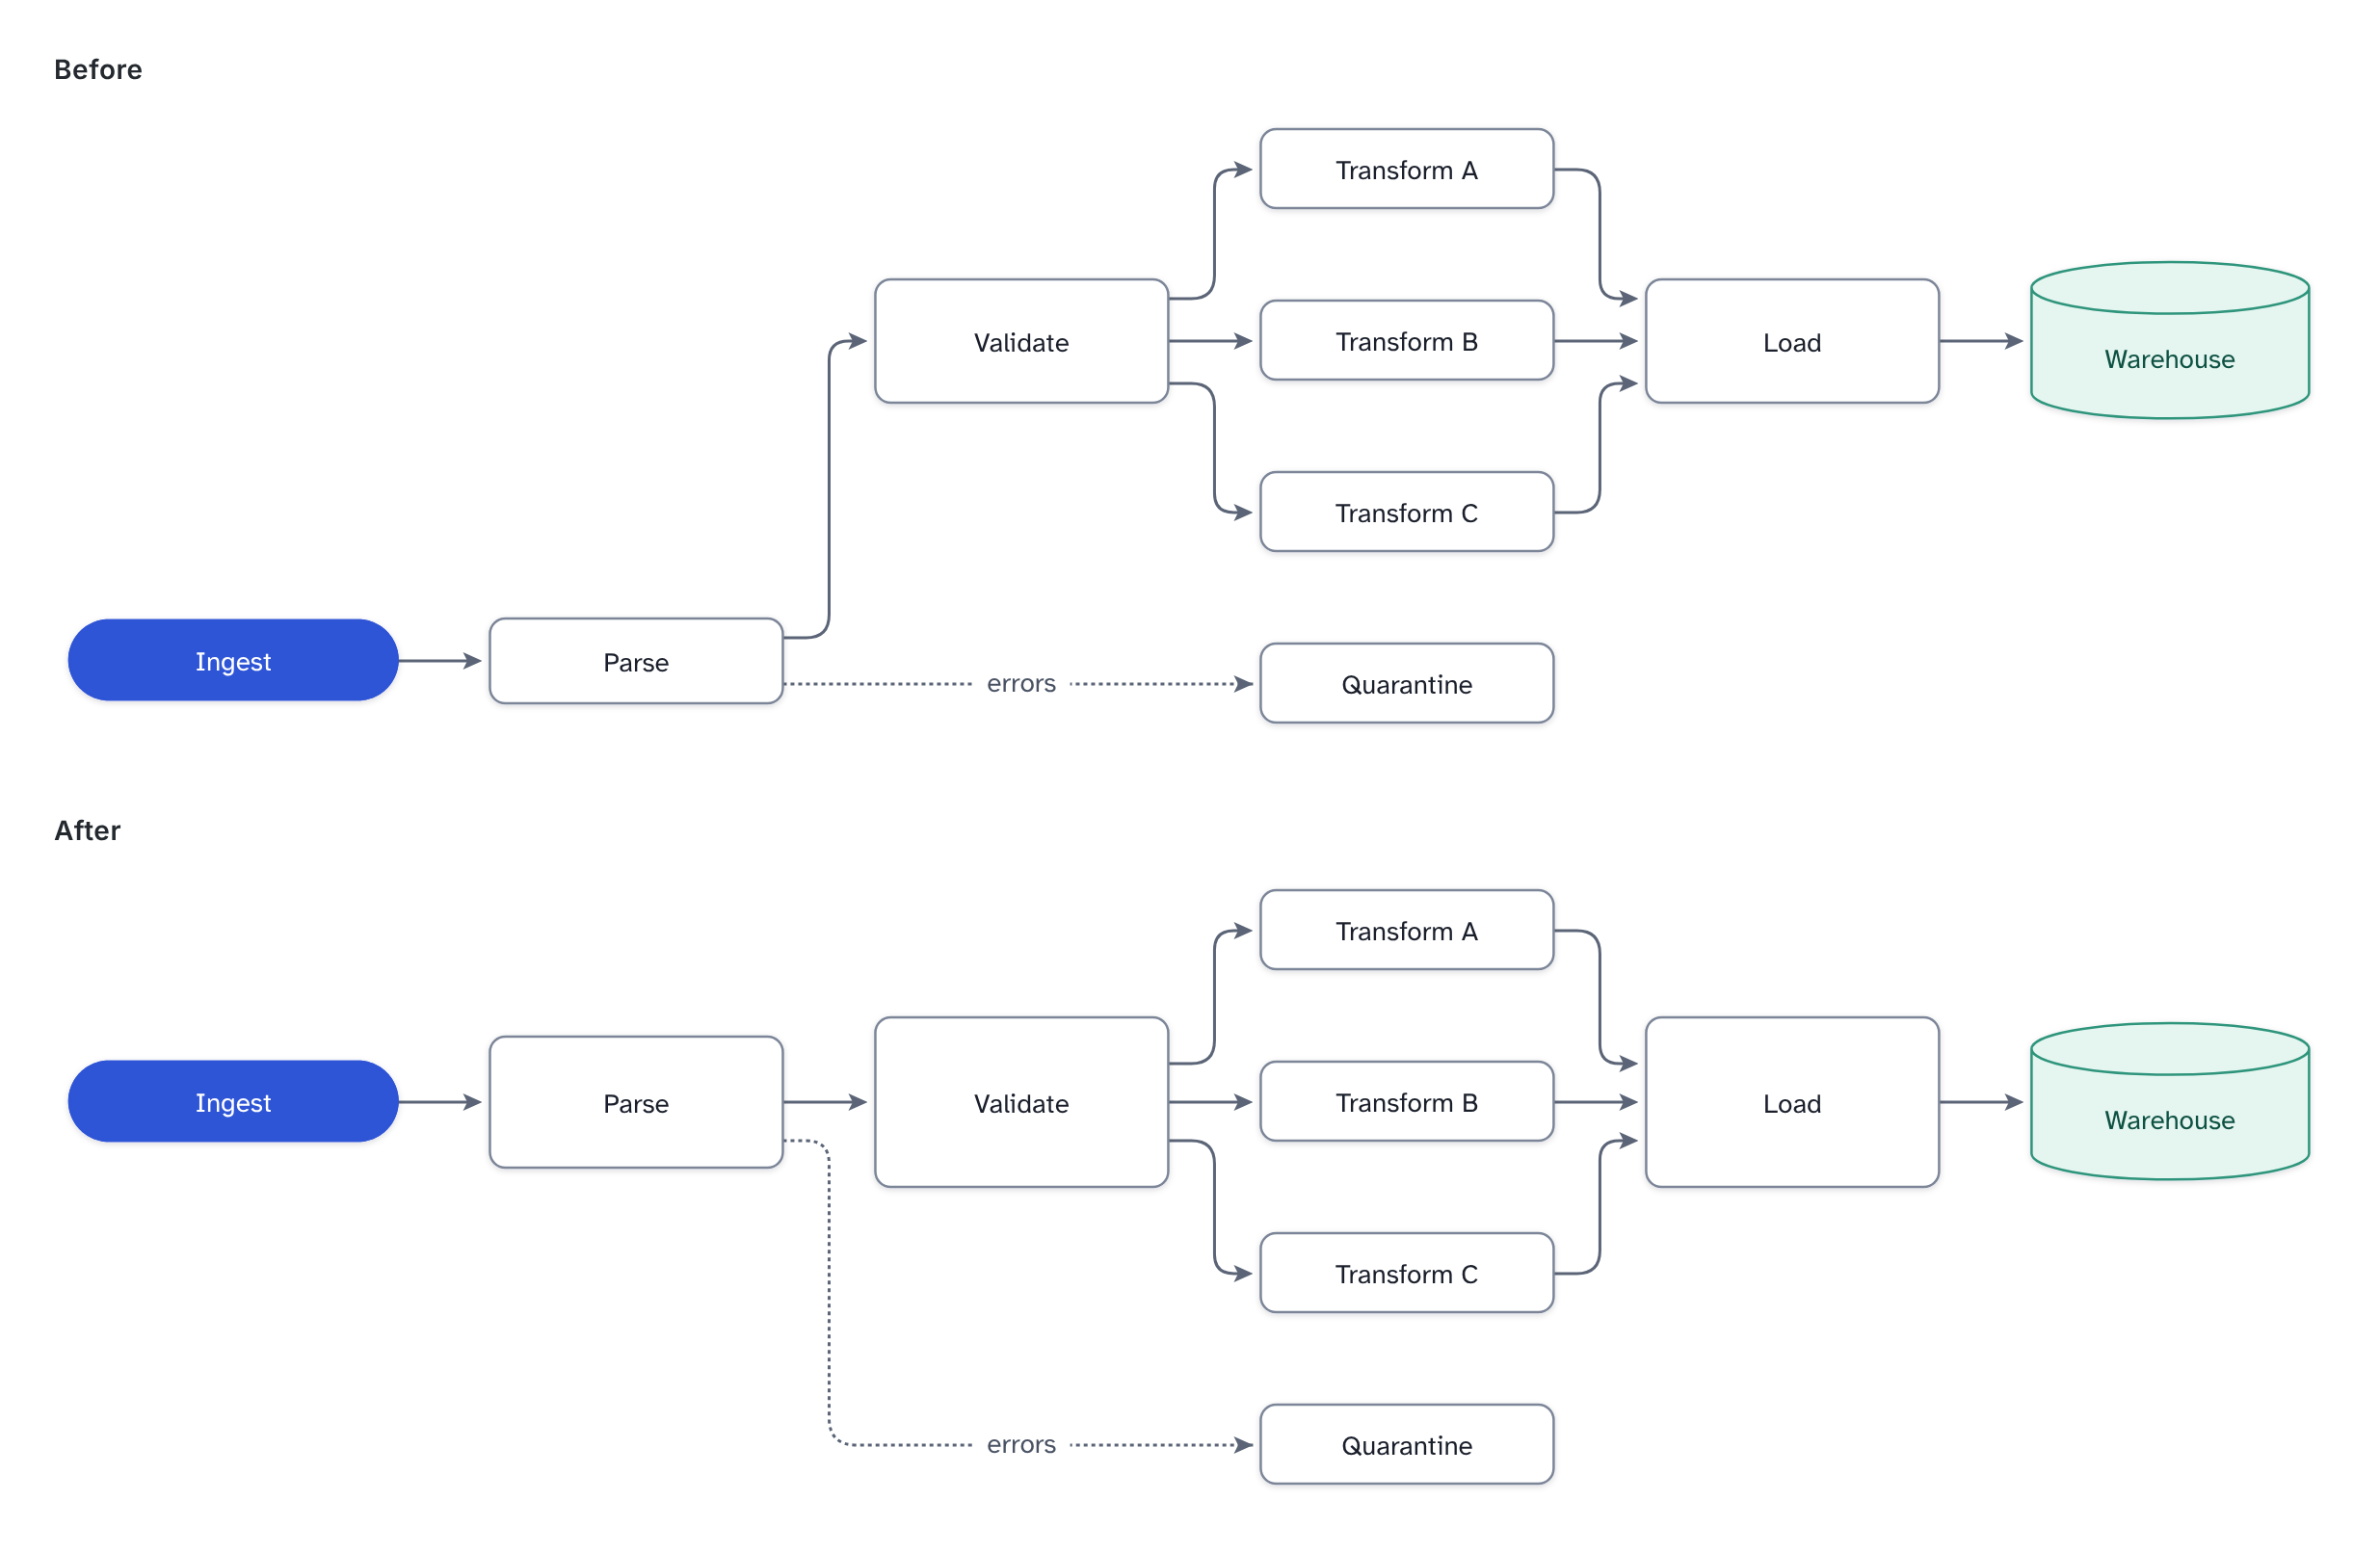 Before
Transform A
Validate
Transform B
Load
Warehouse
Transform C
Ingest
Parse
errors
Quarantine
After
Transform A
Ingest
Parse
Validate
Transform B
Load
Warehouse
Transform C
errors
Quarantine